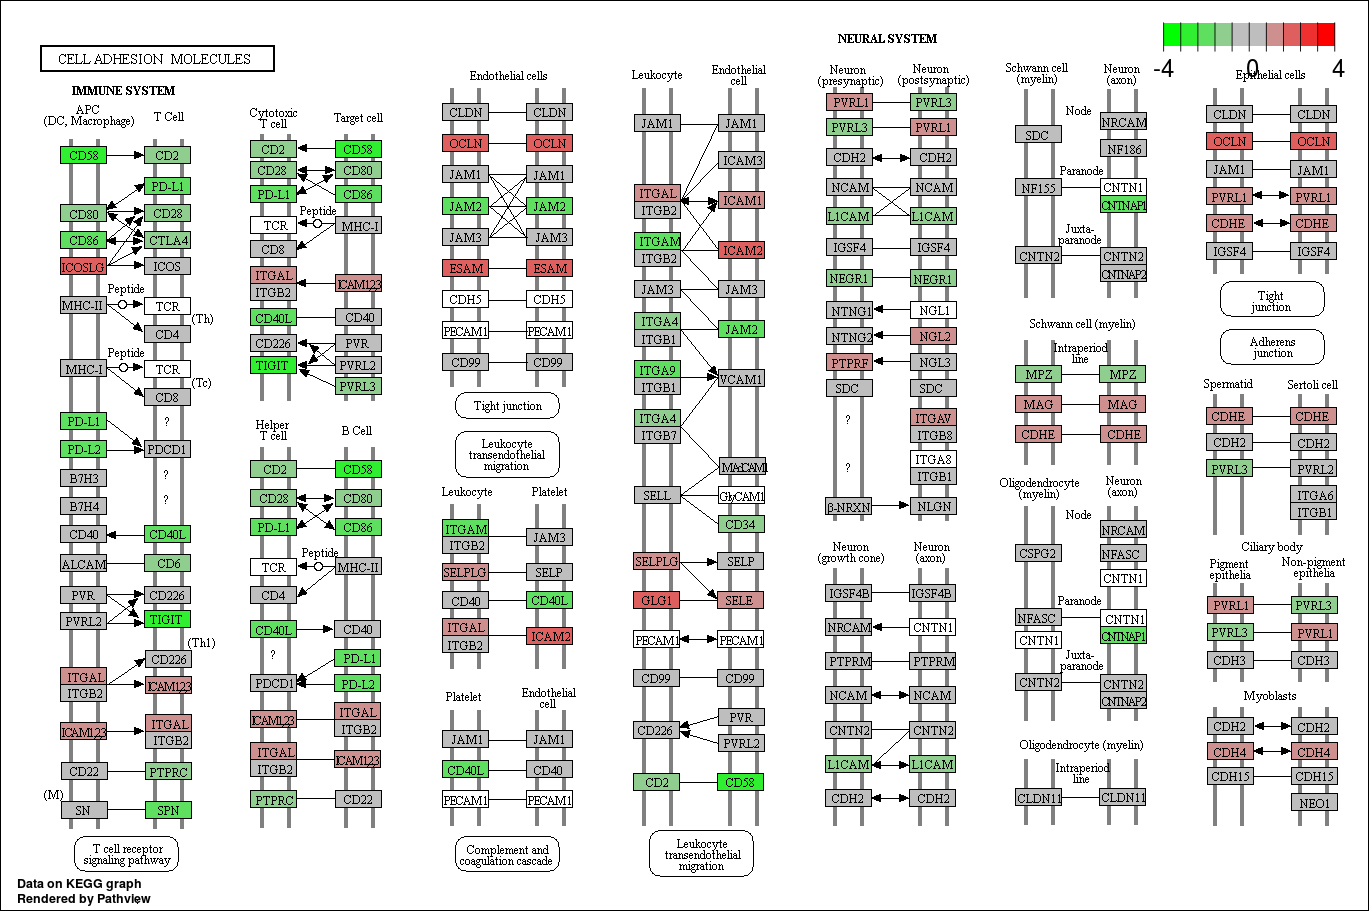 CELL ADHESION MOLECULES
NEURAL SYSTEM
-4 0 4
IMMUNE SYSTEM
APC
(DC, Macrophage)
T Cell
CD58 CD2
PD-L1
CD80 CD28
CD86 CTLA4
ICOSLG ICOS
Peptide
MHC-II TCR
(Th)
CD4
Peptide
MHC-I TCR
(Tc)
CD8
PD-L1 ?
PD-L2 PDCD1
B7H3 ?
B7H4 ?
CD40 CD40L
ALCAM CD6
PVR CD226
PVRL2 TIGIT
(Th1)
CD226
ITGAL
ITGB2 ICAM123
ICAM123 ITGAL
ITGB2
CD22 PTPRC
(M)
SN SPN
T cell receptor
signaling pathway
Cytotoxic
T cell
Target cell
CD2 CD58
CD28 CD80
PD-L1 CD86
Peptide
TCR MHC-I
CD8
ITGAL
ITGB2 ICAM123
CD40L CD40
CD226 PVR
TIGIT PVRL2
PVRL3
Helper
T cell
B Cell
CD2 CD58
CD28 CD80
PD-L1 CD86
Peptide
TCR MHC-II
CD4
CD40L CD40
? PD-L1
PDCD1 PD-L2
ICAM123 ITGAL
ITGB2
ITGAL
ITGB2 ICAM123
PTPRC CD22
Endothelial cells
CLDN CLDN
OCLN OCLN
JAM1 JAM1
JAM2 JAM2
JAM3 JAM3
ESAM ESAM
CDH5 CDH5
PECAM1 PECAM1
CD99 CD99
Tight junction
Leukocyte
transendothelial
migration
Leukocyte Platelet
ITGAM
ITGB2 JAM3
SELPLG SELP
CD40 CD40L
ITGAL
ITGB2 ICAM2
Platelet
Endothelial
cell
JAM1 JAM1
CD40L CD40
PECAM1 PECAM1
Complement and
coagulation cascade
Leukocyte
Endothelial
cell
JAM1 JAM1
ICAM3
ITGAL
ITGB2 ICAM1
ITGAM
ITGB2 ICAM2
JAM3 JAM3
ITGA4
ITGB1 JAM2
ITGA9
ITGB1 VCAM1
ITGA4
ITGB7
MAdCAM1
SELL GlyCAM1
CD34
SELPLG SELP
GLG1 SELE
PECAM1 PECAM1
CD99 CD99
CD226 PVR
PVRL2
CD2 CD58
Leukocyte
transendothelial
migration
Neuron
(presynaptic)
Neuron
(postsynaptic)
PVRL1 PVRL3
PVRL3 PVRL1
CDH2 CDH2
NCAM NCAM
L1CAM L1CAM
IGSF4 IGSF4
NEGR1 NEGR1
NTNG1 NGL1
NTNG2 NGL2
PTPRF NGL3
SDC SDC
? ITGAV
ITGB8
? ITGA8
ITGB1
β-NRXN NLGN
Neuron
(growth cone)
Neuron
(axon)
IGSF4B IGSF4B
NRCAM CNTN1
PTPRM PTPRM
NCAM NCAM
CNTN2 CNTN2
L1CAM L1CAM
CDH2 CDH2
Schwann cell
(myelin)
Neuron
(axon)
Node
SDC NRCAM
NF186
Paranode
NF155 CNTN1
CNTNAP1
Juxta-
paranode
CNTN2 CNTN2
CNTNAP2
Schwann cell (myelin)
Intraperiod
line
MPZ MPZ
MAG MAG
CDHE CDHE
Oligodendrocyte
(myelin)
Neuron
(axon)
Node
NRCAM
CSPG2 NFASC
CNTN1
Paranode
NFASC CNTN1
CNTN1 CNTNAP1
Juxta-
paranode
CNTN2 CNTN2
CNTNAP2
Oligodendrocyte (myelin)
Intraperiod
line
CLDN11 CLDN11
Epithelial cells
CLDN CLDN
OCLN OCLN
JAM1 JAM1
PVRL1 PVRL1
CDHE CDHE
IGSF4 IGSF4
Tight
junction
Adherens
junction
Spermatid Sertoli cell
CDHE CDHE
CDH2 CDH2
PVRL3 PVRL2
ITGA6
ITGB1
Ciliary body
Pigment
epithelia
Non-pigment
epithelia
PVRL1 PVRL3
PVRL3 PVRL1
CDH3 CDH3
Myoblasts
CDH2 CDH2
CDH4 CDH4
CDH15 CDH15
NEO1
Data on KEGG graph
Rendered by Pathview